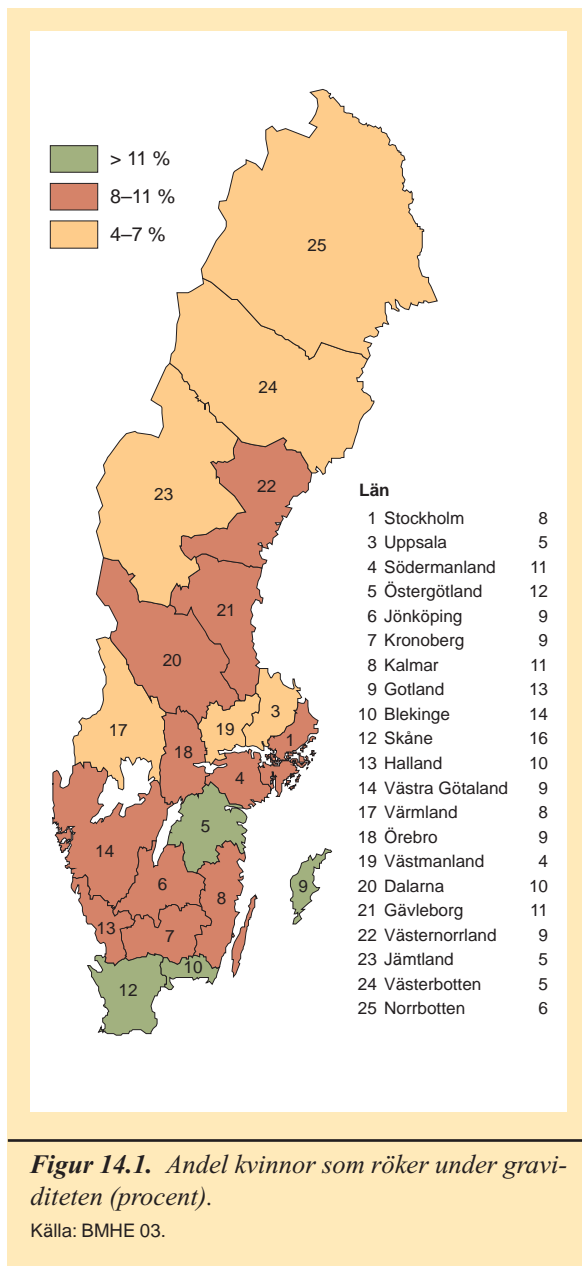 > 11 %
8–11 %
4–7 %
25
24
23
22
21
20
19
3
17
18
1
4
5
14
6
8
9
13
7
10
12
Län
1 Stockholm 8
3 Uppsala 5
4 Södermanland 11
5 Östergötland 12
6 Jönköping 9
7 Kronoberg 9
8 Kalmar 11
9 Gotland 13
10 Blekinge 14
12 Skåne 16
13 Halland 10
14 Västra Götaland 9
17 Värmland 8
18 Örebro 9
19 Västmanland 4
20 Dalarna 10
21 Gävleborg 11
22 Västernorrland 9
23 Jämtland 5
24 Västerbotten 5
25 Norrbotten 6
Figur 14.1. Andel kvinnor som röker under gravi-
diteten (procent).
Källa: BMHE 03.